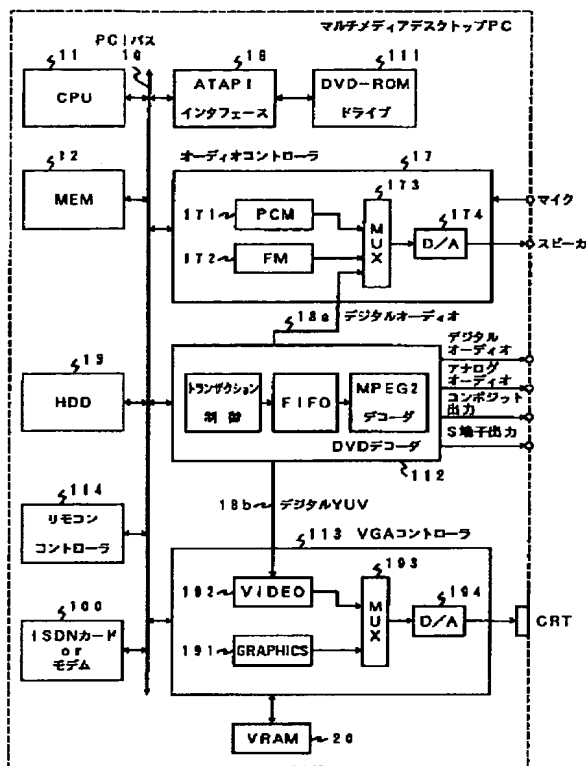 マルチメディアデスクトップPC
PCIバス
10
11
CPU
16
ATAPI
インタフェース
111
DVD-ROM
ドライブ
12
MEM
オーディオコントローラ
17
171
PCM
172
FM
173
MUX
174
D/A
マイク
スピーカ
18a
デジタルオーディオ
13
HDD
トランザクション
制御
FIFO
MPEG2
デコーダ
DVDデコーダ
112
デジタル
オーディオ
アナログ
オーディオ
コンポジット
出力
S端子出力
114
リモコン
コントローラ
18b
デジタルYUV
113
VGAコントローラ
192
VIDEO
191
GRAPHICS
193
MUX
194
D/A
CRT
100
ISDNカード
or
モデム
VRAM
20